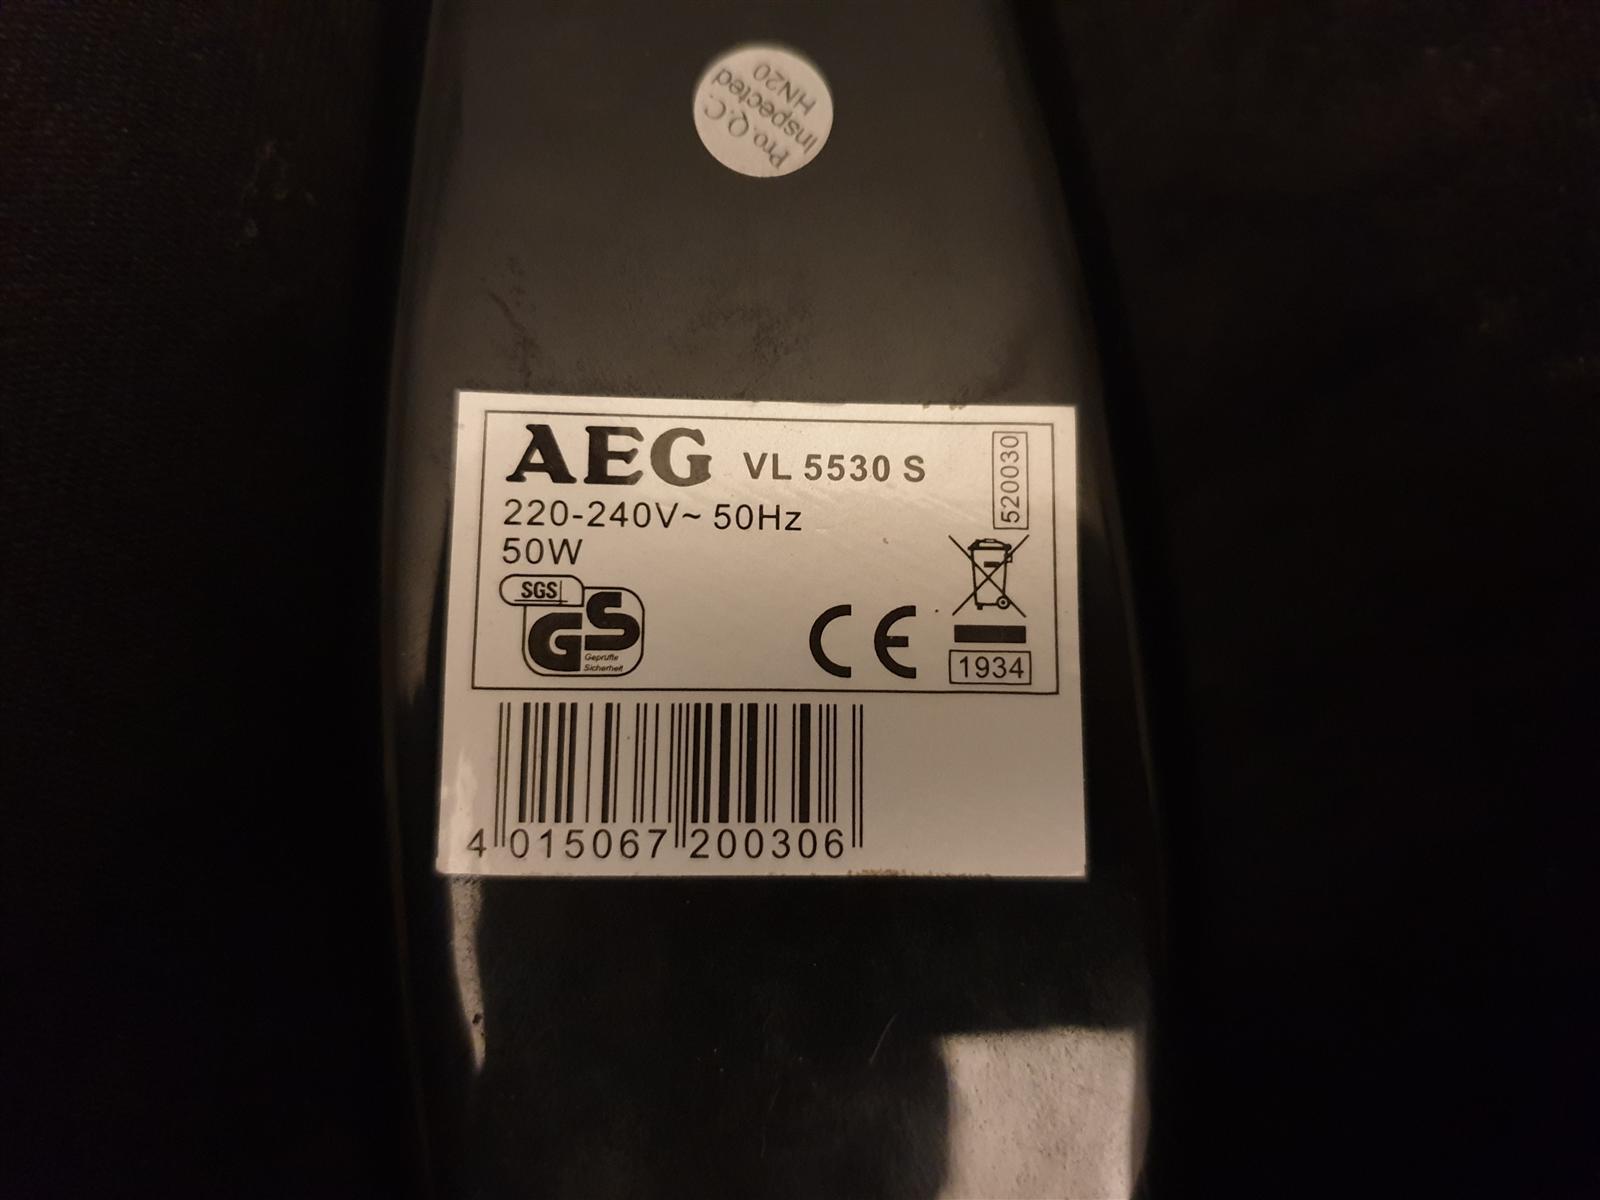 Pro. Q.C.
Inspected
HN20
AEG VL 5530 S
520030
220-240V~ 50Hz
50W
SGS
GS
Geprüfte
Sicherheit
CE
1934
4 015067 200306